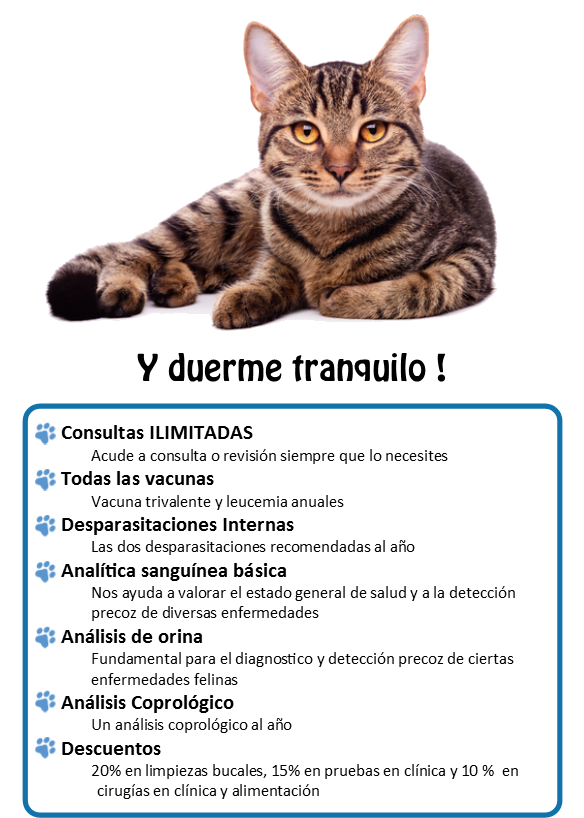 Y duerme tranquilo !
Consultas ILIMITADAS
Acude a consulta o revisión siempre que lo necesites
Todas las vacunas
Vacuna trivalente y leucemia anuales
Desparasitaciones Internas
Las dos desparasitaciones recomendadas al año
Analítica sanguínea básica
Nos ayuda a valorar el estado general de salud y a la detección
precoz de diversas enfermedades
Análisis de orina
Fundamental para el diagnostico y detección precoz de ciertas
enfermedades felinas
Análisis Coprológico
Un análisis coprológico al año
Descuentos
20% en limpiezas bucales, 15% en pruebas en clínica y 10 % en
cirugías en clínica y alimentación